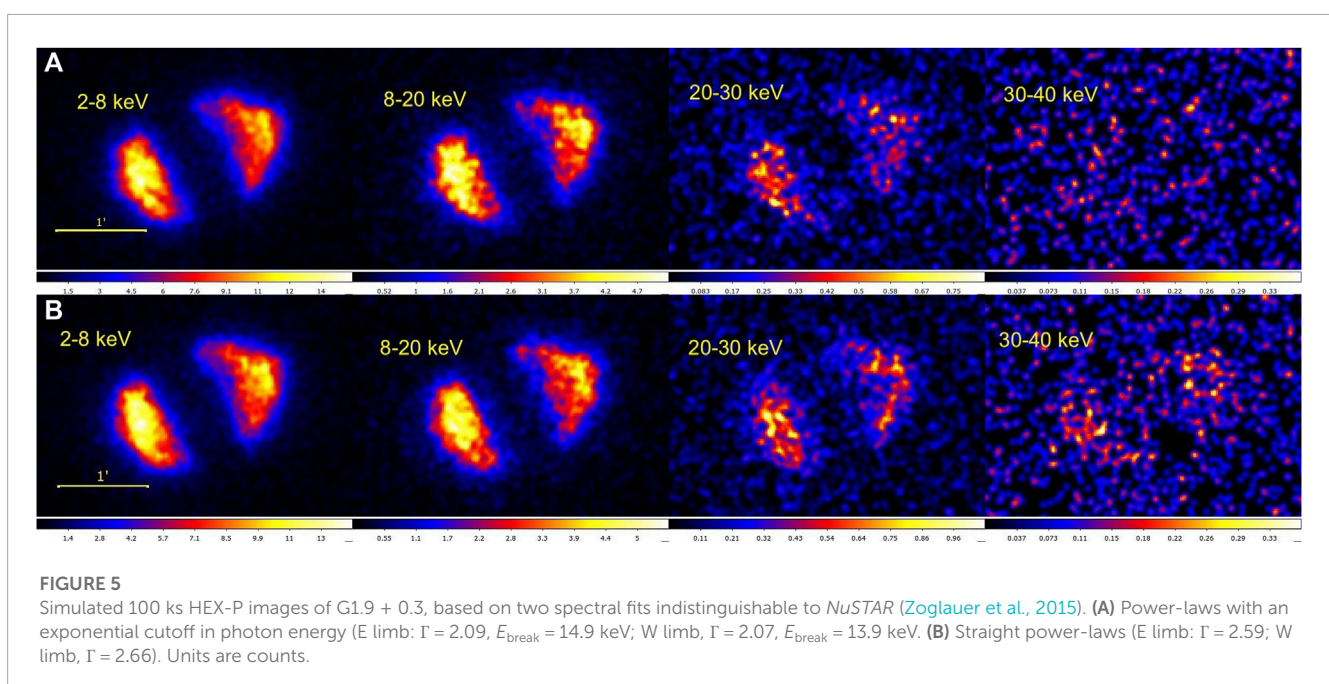 A
2-8 keV
8-20 keV
20-30 keV
30-40 keV
1'
1.5 3 4.5 6 7.6 9.1 11 12 14
0.52 1 1.6 2.1 2.6 3.1 3.7 4.2 4.7
0.083 0.17 0.25 0.33 0.42 0.5 0.58 0.67 0.75
0.037 0.073 0.11 0.15 0.18 0.22 0.26 0.29 0.33
B
2-8 keV
8-20 keV
20-30 keV
30-40 keV
1'
1.4 2.8 4.2 5.7 7.1 8.5 9.9 11 13
0.55 1.1 1.7 2.2 2.8 3.3 3.9 4.4 5
0.11 0.21 0.32 0.43 0.54 0.64 0.75 0.86 0.96
0.037 0.073 0.11 0.15 0.18 0.22 0.26 0.29 0.33
FIGURE 5
Simulated 100 ks HEX-P images of G1.9 + 0.3, based on two spectral fits indistinguishable to NuSTAR (Zoglauer et al., 2015). (A) Power-laws with an
exponential cutoff in photon energy (E limb: Γ = 2.09, E_break = 14.9 keV; W limb, Γ = 2.07, E_break = 13.9 keV. (B) Straight power-laws (E limb: Γ = 2.59; W
limb, Γ = 2.66). Units are counts.